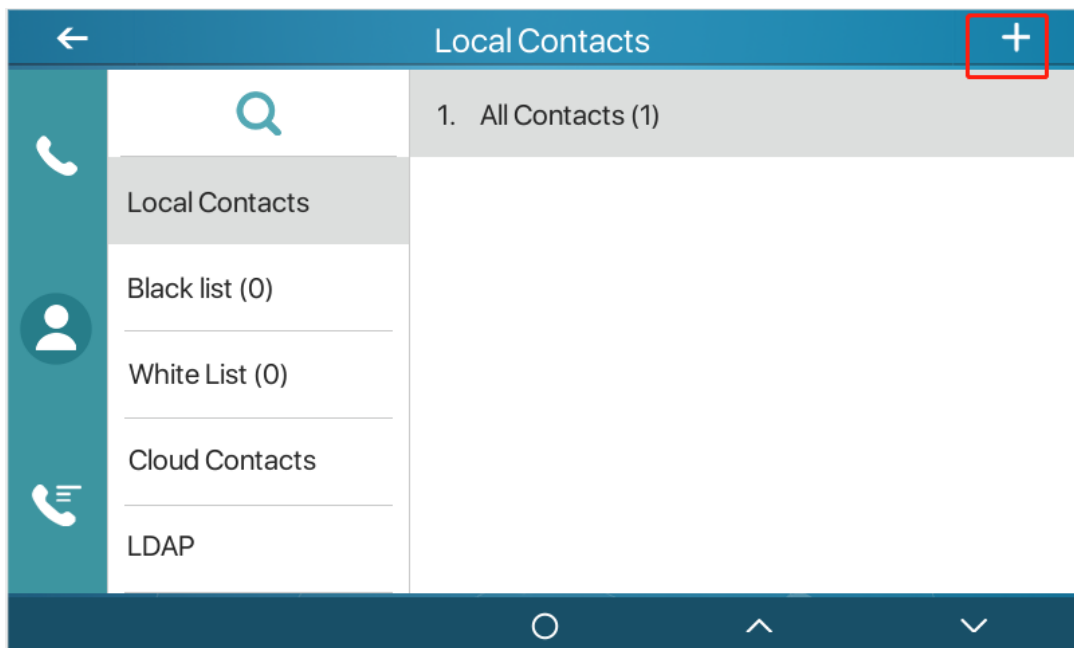 Local Contacts
1. All Contacts (1)
Local Contacts
Black list (0)
White List (0)
Cloud Contacts
LDAP